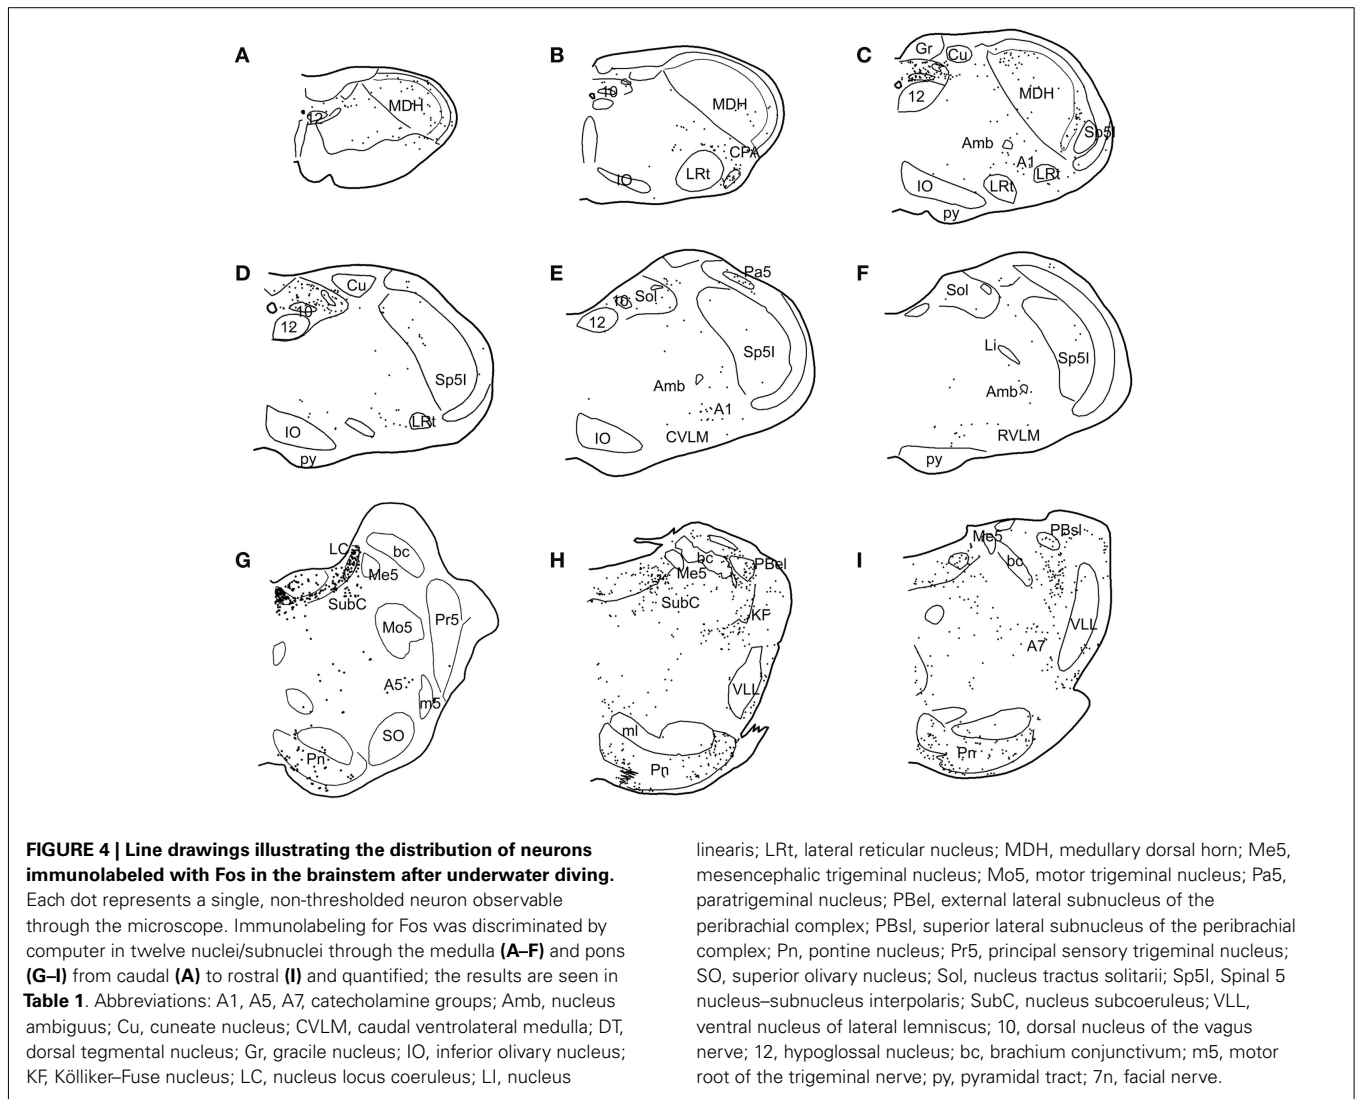 A
12
MDH
B
10
MDH
CPA
LRt
IO
C
Gr
Cu
12
MDH
Sp5I
Amb
A1
LRt
LRt
IO
py
D
Cu
10
12
Sp5I
LRt
IO
py
E
Pa5
10
Sol
12
Sp5I
Amb
A1
CVLM
IO
F
Sol
Li
Sp5I
Amb
RVLM
py
G
LC
bc
Me5
SubC
Mo5
Pr5
A5
m5
SO
Pn
H
bc
Me5
PBel
SubC
KF
VLL
ml
Pn
I
Me5
PBsl
bc
VLL
A7
Pn
FIGURE 4 | Line drawings illustrating the distribution of neurons
immunolabeled with Fos in the brainstem after underwater diving.
Each dot represents a single, non-thresholded neuron observable
through the microscope. Immunolabeling for Fos was discriminated by
computer in twelve nuclei/subnuclei through the medulla (A–F) and pons
(G–I) from caudal (A) to rostral (I) and quantified; the results are seen in
Table 1. Abbreviations: A1, A5, A7, catecholamine groups; Amb, nucleus
ambiguus; Cu, cuneate nucleus; CVLM, caudal ventrolateral medulla; DT,
dorsal tegmental nucleus; Gr, gracile nucleus; IO, inferior olivary nucleus;
KF, Kölliker–Fuse nucleus; LC, nucleus locus coeruleus; LI, nucleus
linearis; LRt, lateral reticular nucleus; MDH, medullary dorsal horn; Me5,
mesencephalic trigeminal nucleus; Mo5, motor trigeminal nucleus; Pa5,
paratrigeminal nucleus; PBel, external lateral subnucleus of the
peribrachial complex; PBsl, superior lateral subnucleus of the peribrachial
complex; Pn, pontine nucleus; Pr5, principal sensory trigeminal nucleus;
SO, superior olivary nucleus; Sol, nucleus tractus solitarii; Sp5I, Spinal 5
nucleus–subnucleus interpolaris; SubC, nucleus subcoeruleus; VLL,
ventral nucleus of lateral lemniscus; 10, dorsal nucleus of the vagus
nerve; 12, hypoglossal nucleus; bc, brachium conjunctivum; m5, motor
root of the trigeminal nerve; py, pyramidal tract; 7n, facial nerve.